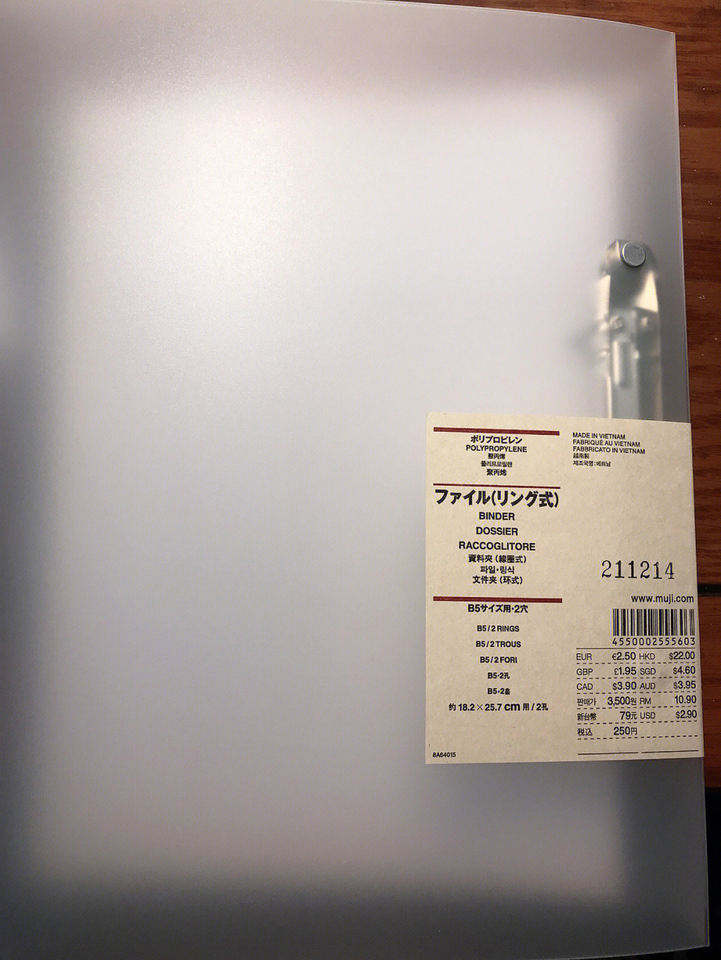 ポリプロピレン
POLYPROPYLENE
聚丙烯
폴리프로필렌
聚丙烯
ファイル(リング式)
BINDER
DOSSIER
RACCOGLITORE
資料夾(線圈式)
파일・링식
文件夹(环式)
B5サイズ用・2穴
B5/2 RINGS
B5/2 TROUS
B5/2 FORI
B5・2孔
B5・2홀
約 18.2×25.7 cm 用 / 2孔
8A64015
MADE IN VIETNAM
FABRIQUÉ AU VIETNAM
FABBRICATO IN VIETNAM
越南製
제조국명:베트남
211214
www.muji.com
4550002555603
EUR €2.50 HKD $22.00
GBP £1.95 SGD $4.60
CAD $3.90 AUD $3.95
판매가 3,500원 RM 10.90
新台幣 79元 USD $2.90
税込 250円